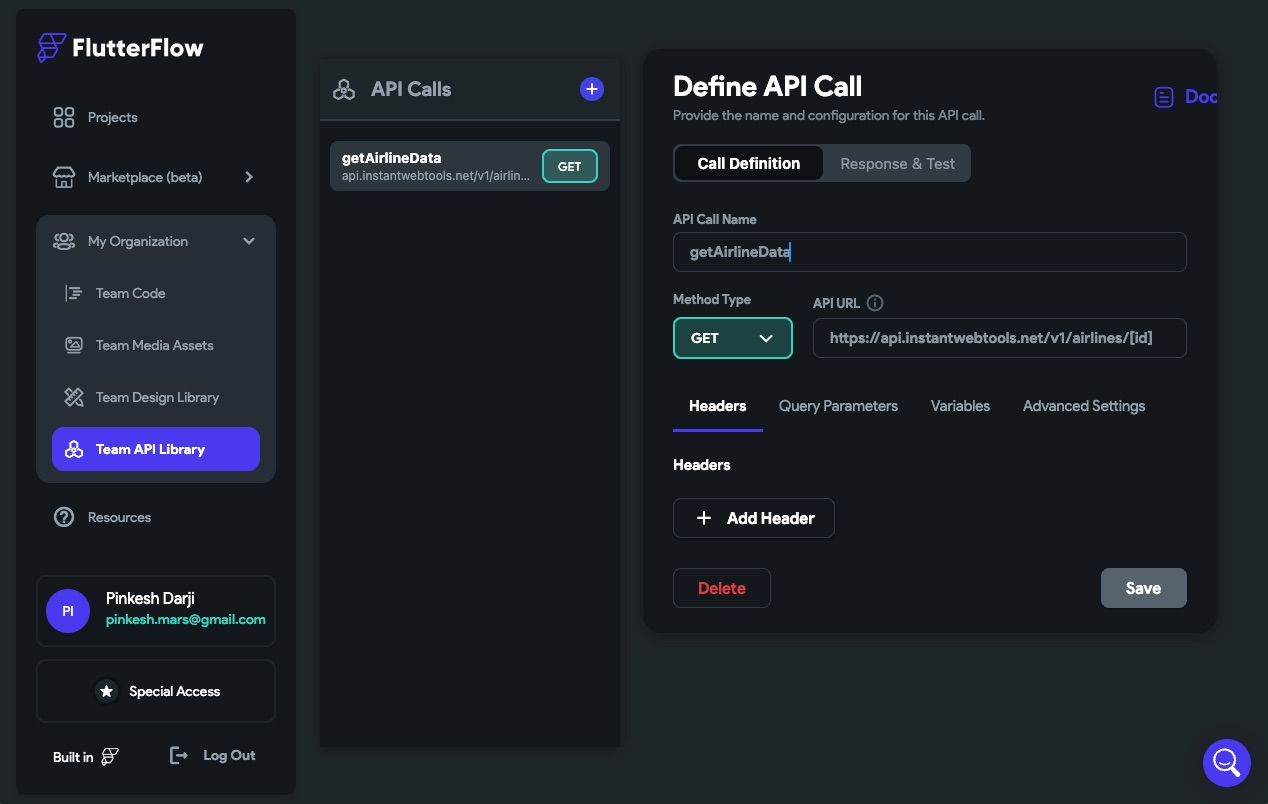 FlutterFlow
Projects
Marketplace (beta)
My Organization
Team Code
Team Media Assets
Team Design Library
Team API Library
Resources
PI
Pinkesh Darji
pinkesh.mars@gmail.com
Special Access
Built in
Log Out
API Calls
getAirlineData
api.instantwebtools.net/v1/airlin...
GET
Define API Call
Provide the name and configuration for this API call.
Doc
Call Definition
Response & Test
API Call Name
getAirlineData
Method Type
API URL
GET
https://api.instantwebtools.net/v1/airlines/[id]
Headers
Query Parameters
Variables
Advanced Settings
Headers
Add Header
Delete
Save